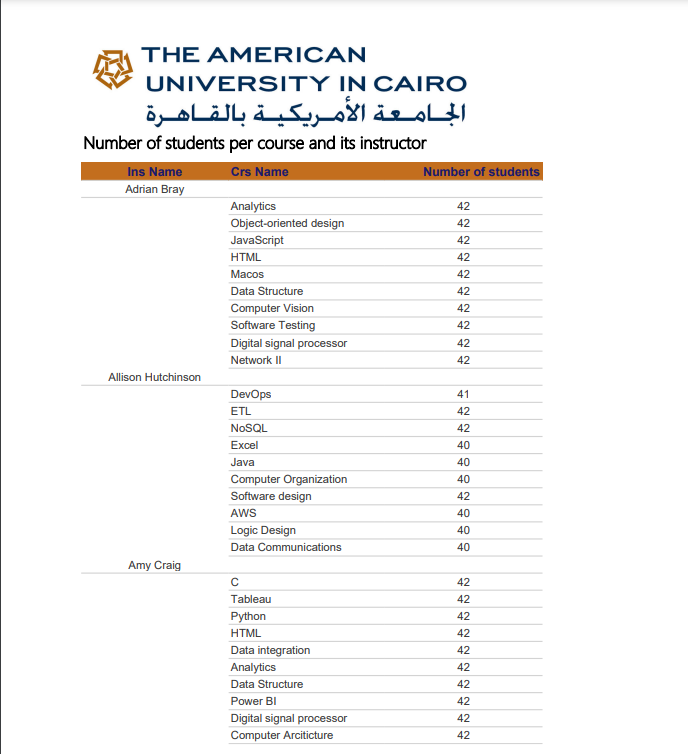 THE AMERICAN
UNIVERSITY IN CAIRO
الجامعة الأمريكية بالقاهرة
Number of students per course and its instructor
Ins Name Crs Name Number of students
Adrian Bray
Analytics 42
Object-oriented design 42
JavaScript 42
HTML 42
Macos 42
Data Structure 42
Computer Vision 42
Software Testing 42
Digital signal processor 42
Network II 42
Allison Hutchinson
DevOps 41
ETL 42
NoSQL 42
Excel 40
Java 40
Computer Organization 40
Software design 42
AWS 40
Logic Design 40
Data Communications 40
Amy Craig
C 42
Tableau 42
Python 42
HTML 42
Data integration 42
Analytics 42
Data Structure 42
Power BI 42
Digital signal processor 42
Computer Arciticture 42